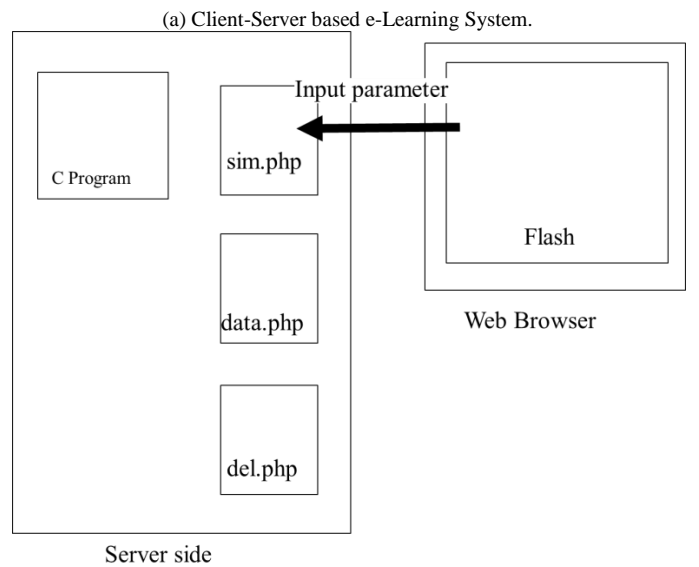 (a) Client-Server based e-Learning System.
Input parameter
sim.php
C Program
Flash
data.php
Web Browser
del.php
Server side